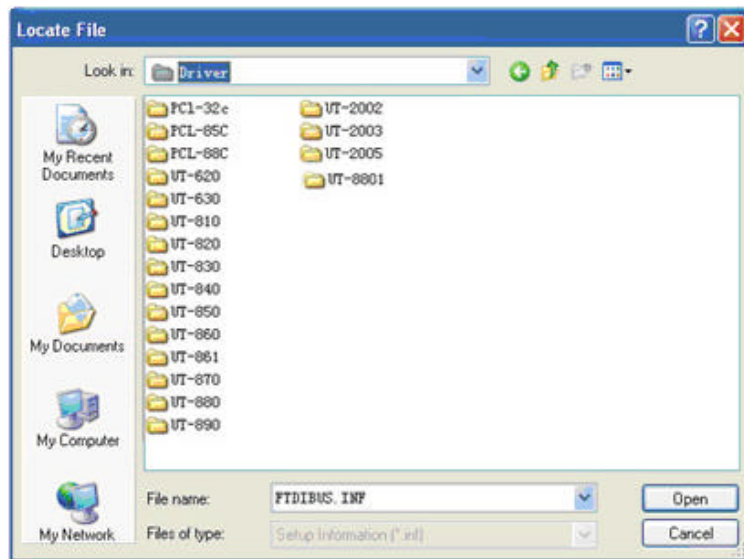 Locate File
Look in:
Driver
My Recent
Documents
Desktop
My Documents
My Computer
My Network
PC1-32c
PCL-85C
PCL-88C
UT-620
UT-630
UT-810
UT-820
UT-830
UT-840
UT-850
UT-860
UT-861
UT-870
UT-880
UT-890
UT-2002
UT-2003
UT-2005
UT-8801
File name:
FTDIBUS.INF
Open
Files of type:
Setup Information (*.inf)
Cancel